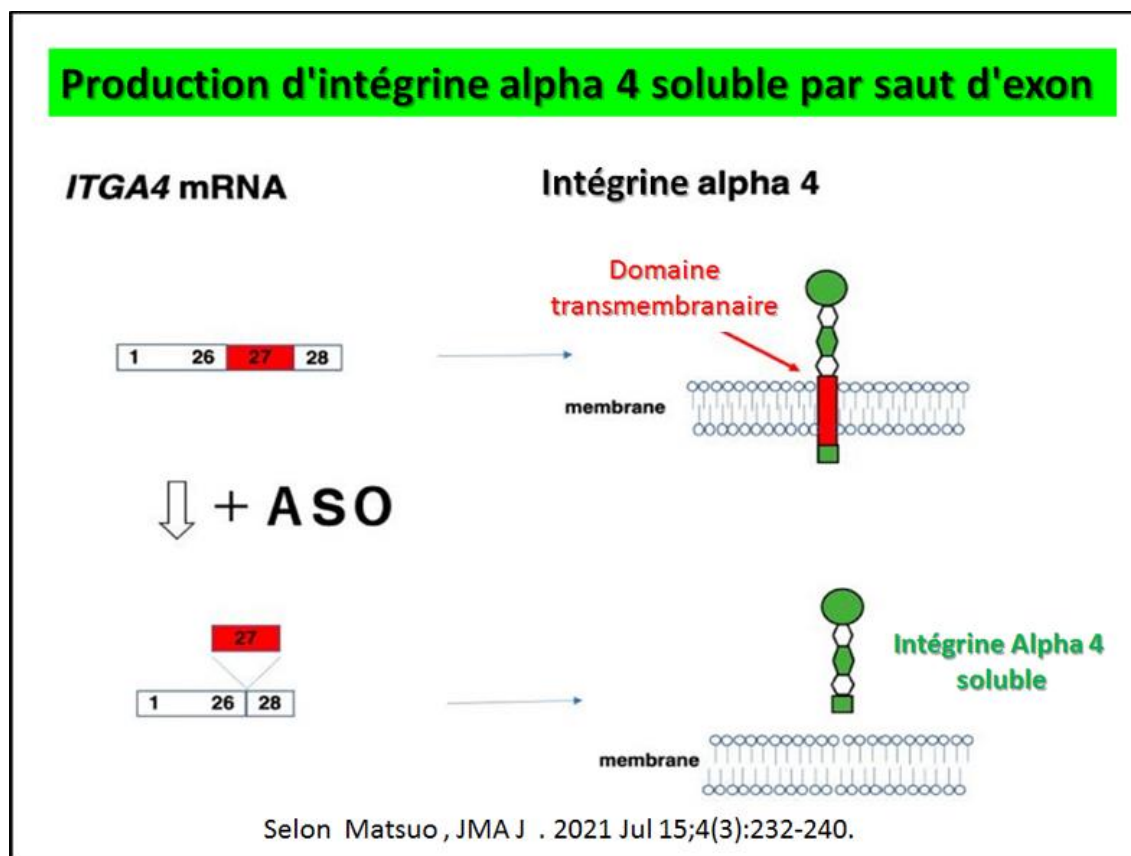 Production d'intégrine alpha 4 soluble par saut d'exon
ITGA4 mRNA
Intégrine alpha 4
Domaine
transmembranaire
1 26 27 28
membrane
+ ASO
27
1 26 28
Intégrine Alpha 4
soluble
membrane
Selon Matsuo , JMA J . 2021 Jul 15;4(3):232-240.